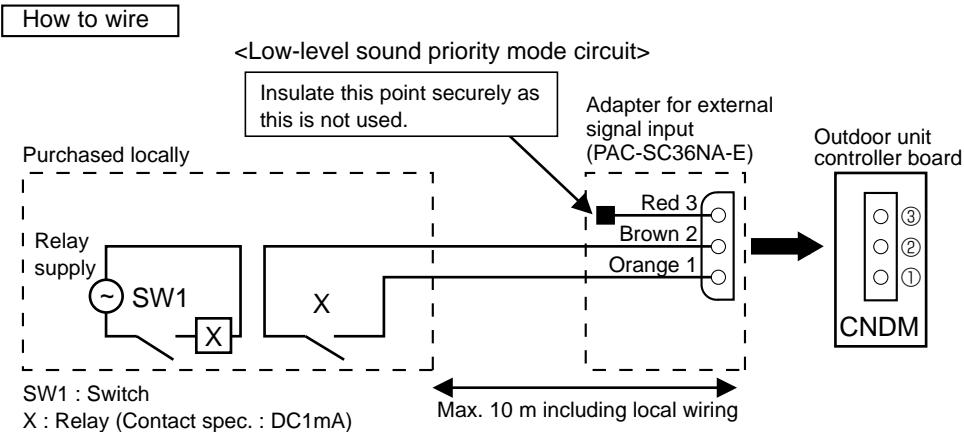 How to wire
<Low-level sound priority mode circuit>
Insulate this point securely as
this is not used.
Adapter for external
signal input
(PAC-SC36NA-E)
Outdoor unit
controller board
Purchased locally
Red 3
Brown 2
Orange 1
③
②
①
CNDM
Relay
supply
~
SW1
X
X
SW1 : Switch
X : Relay (Contact spec. : DC1mA)
Max. 10 m including local wiring